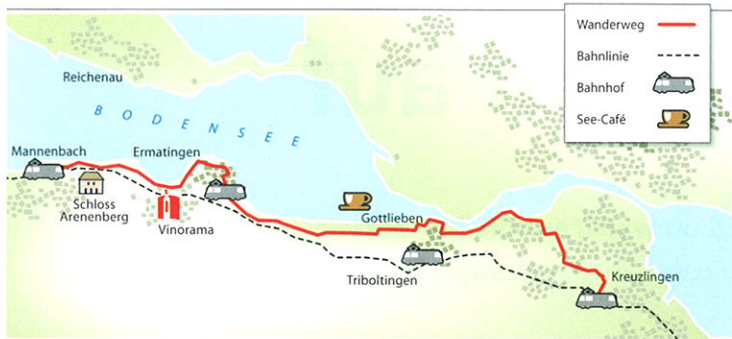 Wanderweg
Bahnlinie
Bahnhof
See-Café
Reichenau
BODENSEE
Mannenbach
Ermatingen
Schloss
Arenenberg
Vinorama
Gottlieben
Triboltingen
Kreuzlingen